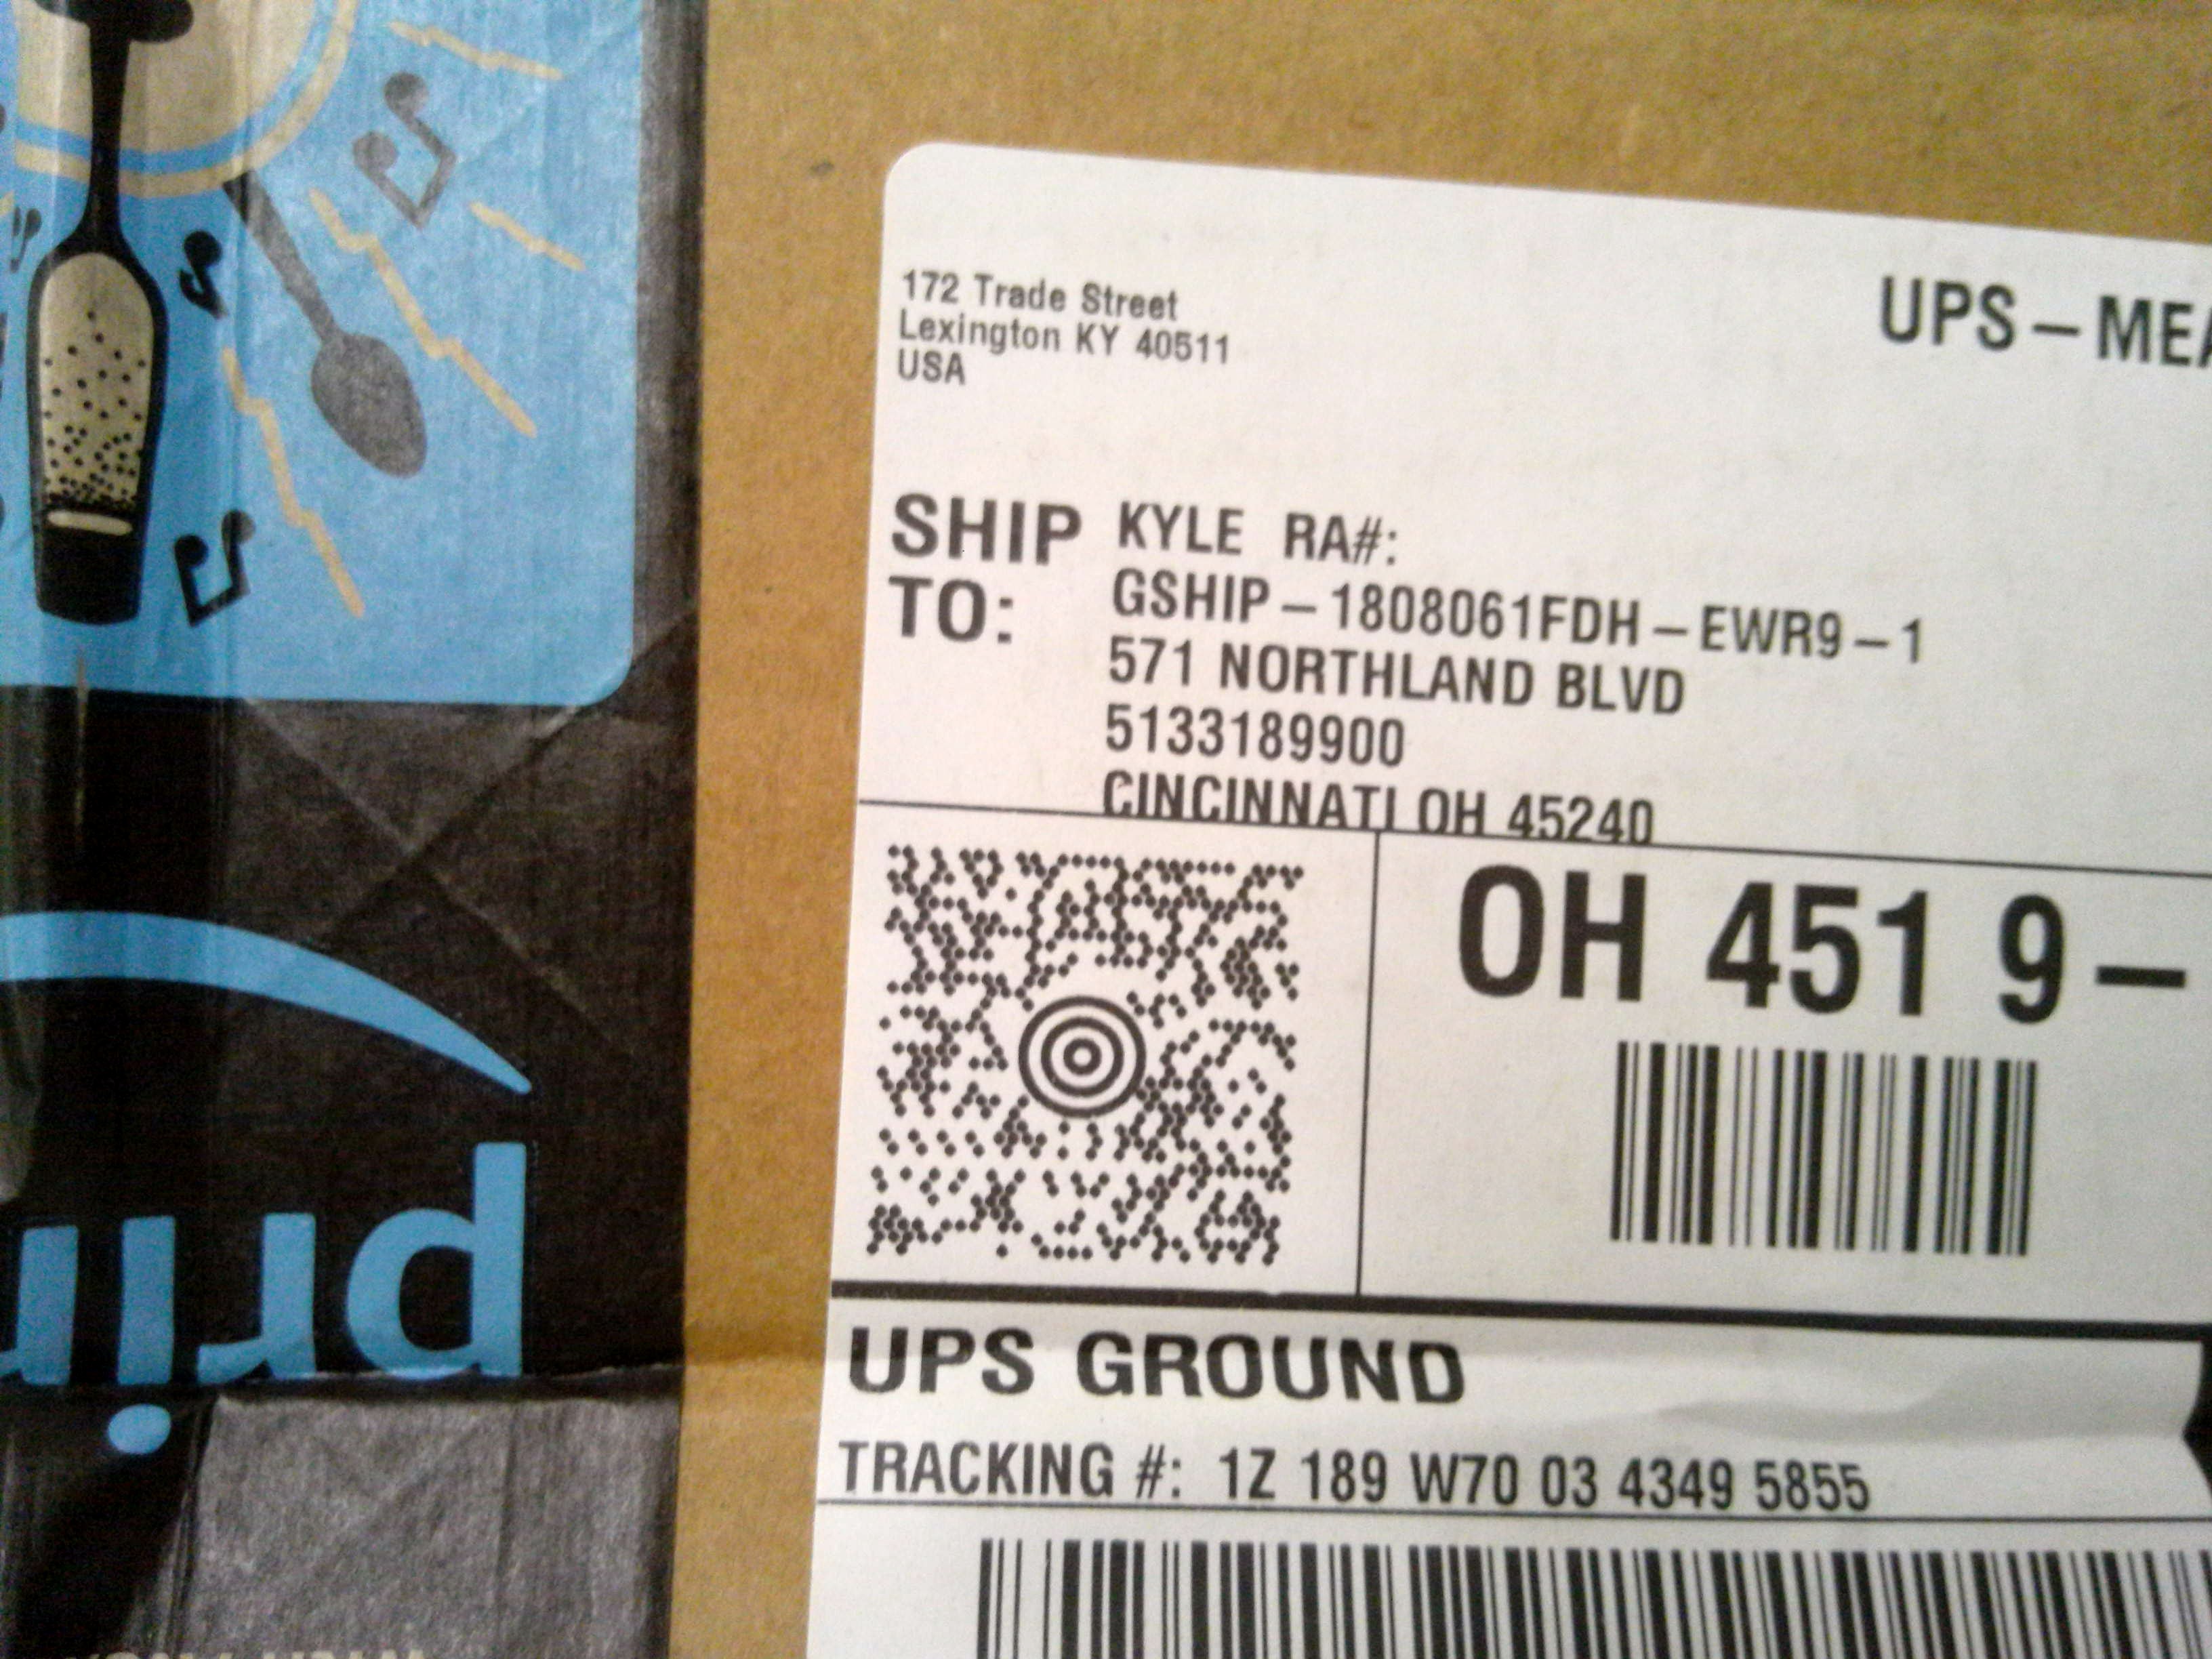 172 Trade Street
Lexington KY 40511
USA
UPS – MEA
SHIP TO:
KYLE RA#:
GSHIP – 1808061FDH – EWR9 – 1
571 NORTHLAND BLVD
5133189900
CINCINNATI OH 45240
OH 451 9 –
UPS GROUND
TRACKING #: 1Z 189 W70 03 4349 5855
pri